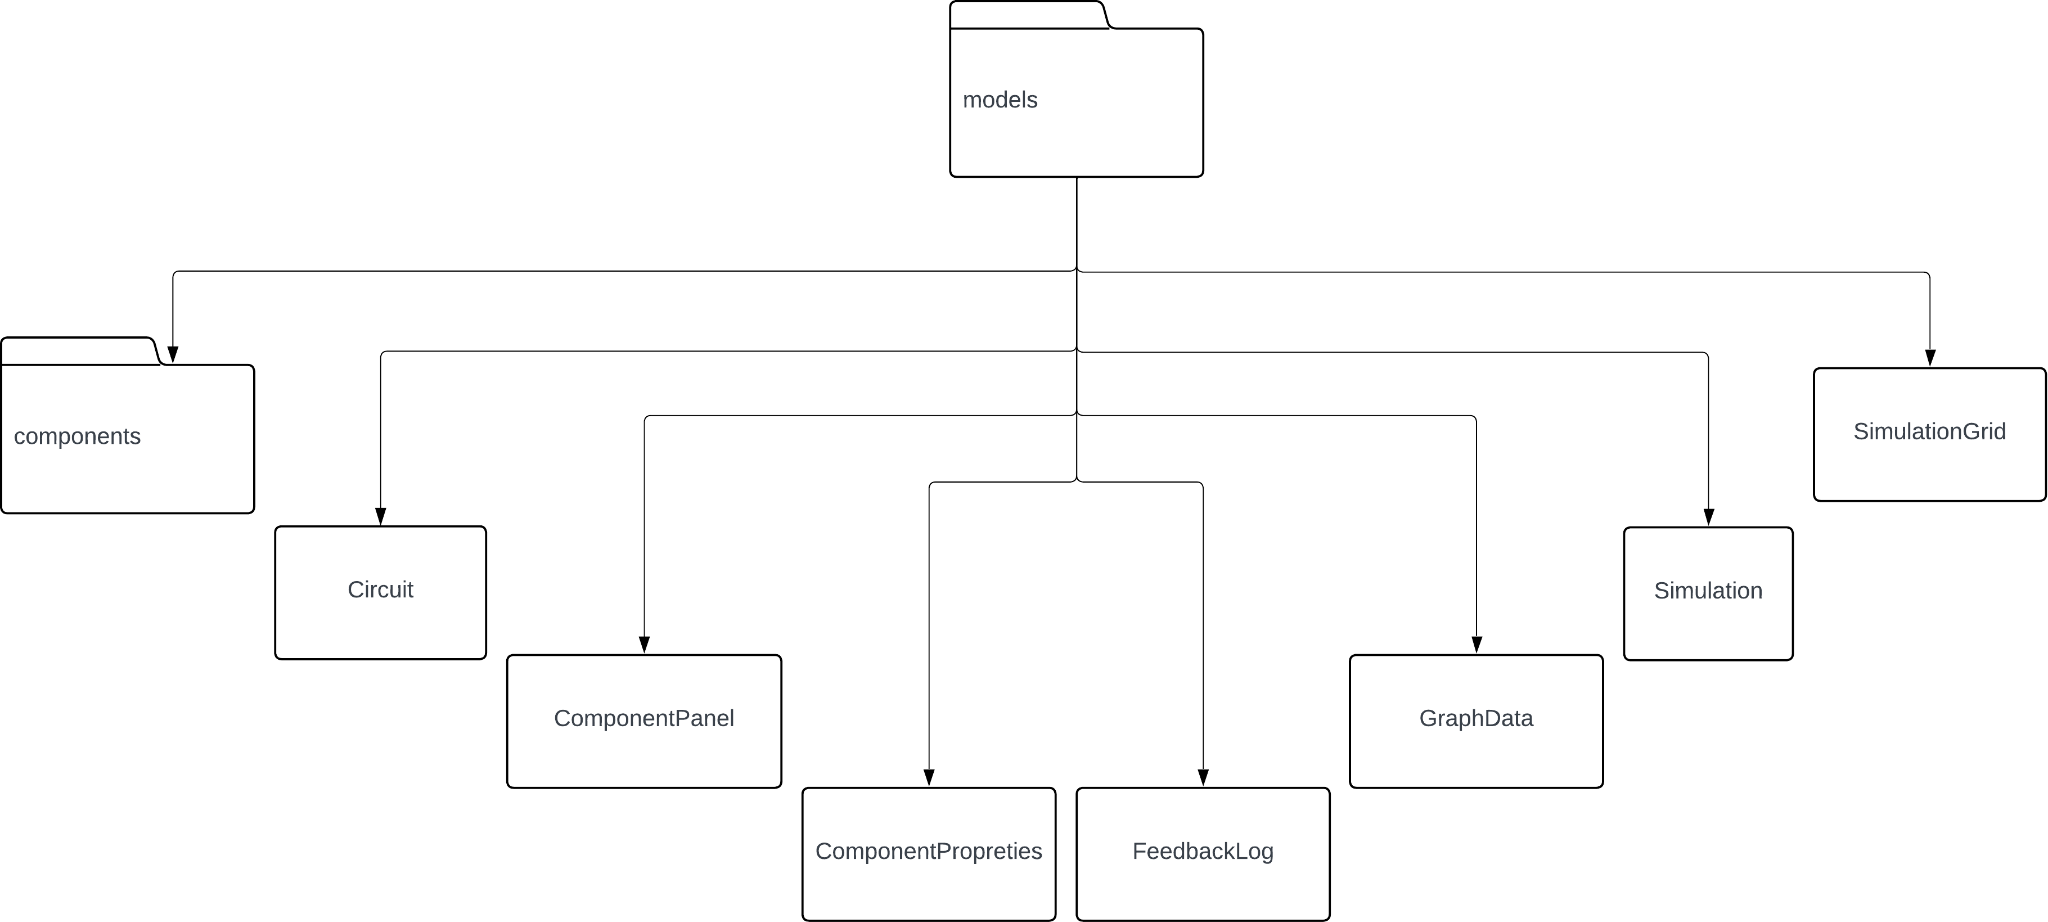 models
components
SimulationGrid
Circuit
Simulation
ComponentPanel
GraphData
ComponentPropreties
FeedbackLog